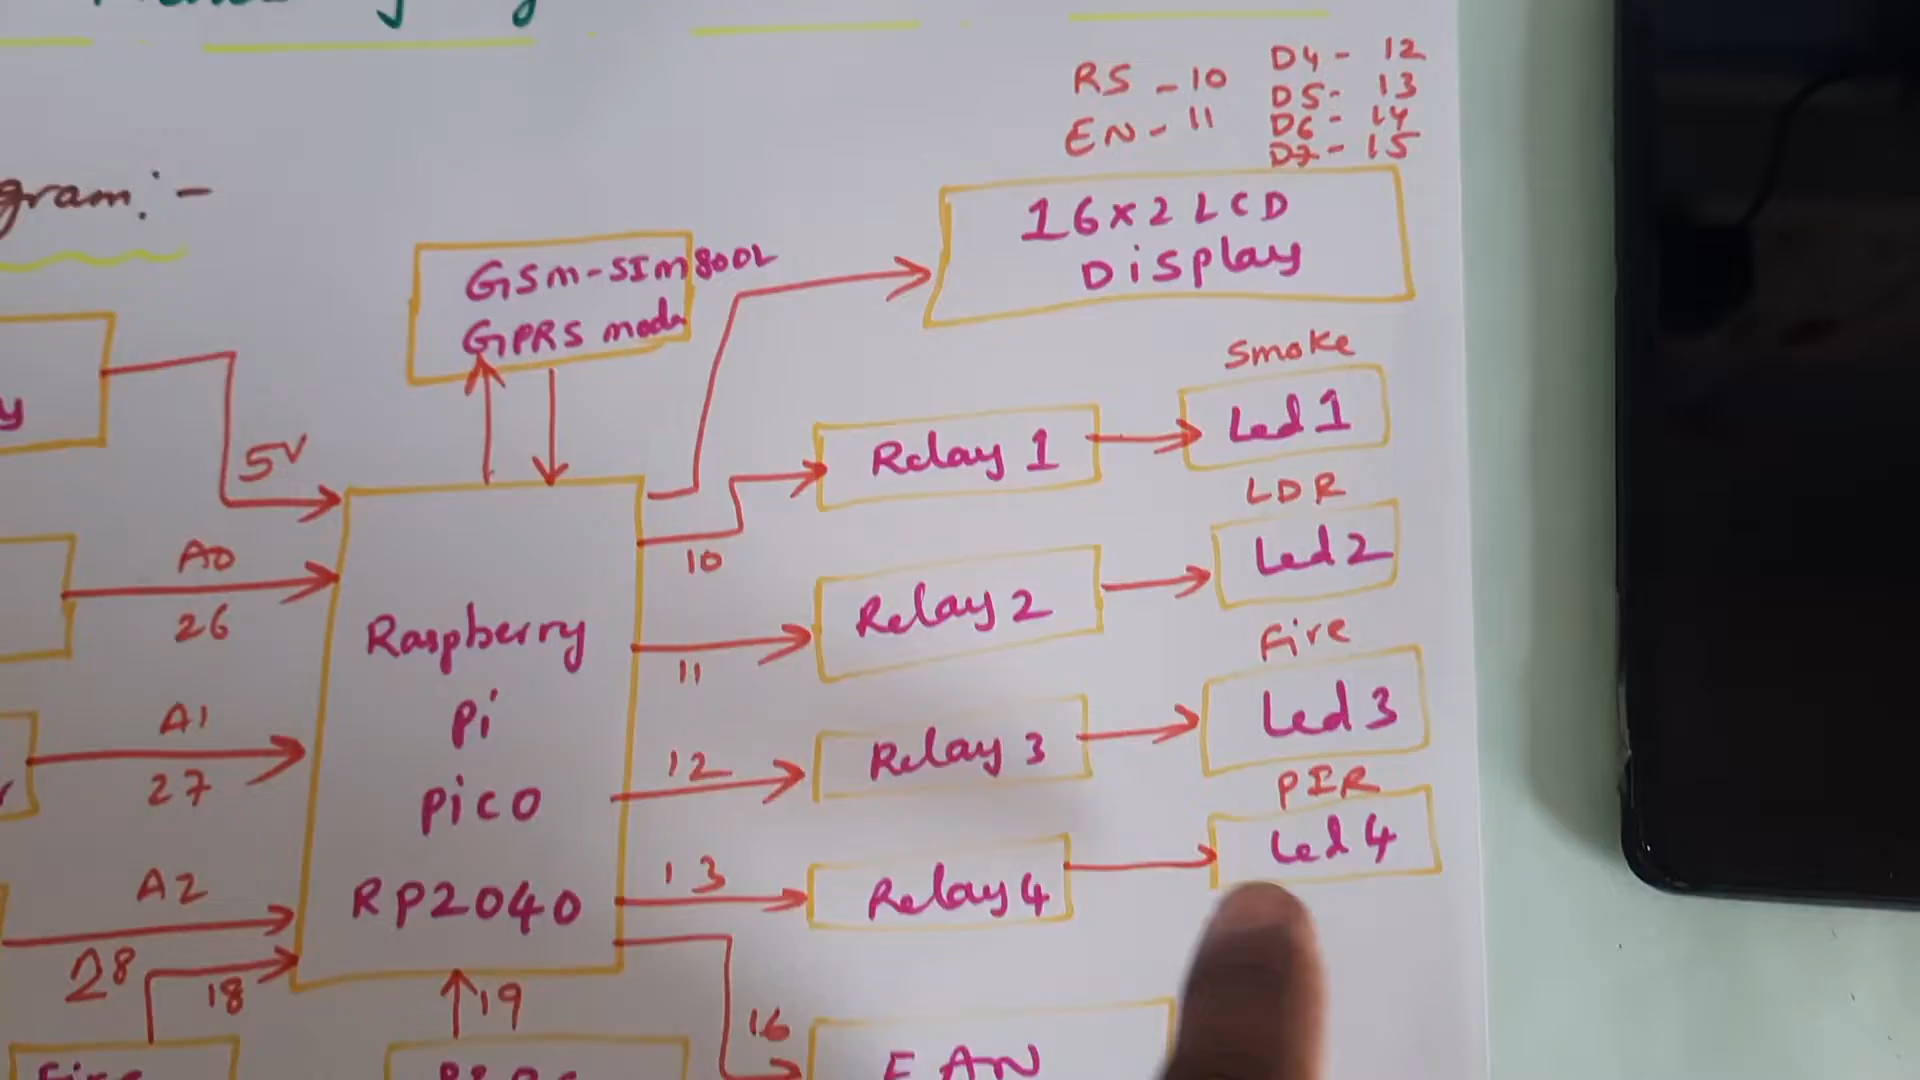 RS - 10
EN - 11
D4 - 12
D5 - 13
D6 - 14
D7 - 15
gram:-
16x2 LCD
Display
GSM-SIM800L
GPRS
Smoke
Led 1
Relay 1
y
5V
LDR
Led 2
10
A0
26
Relay 2
Fire
Led 3
Raspberry
Pi
Pico
RP2040
11
A1
27
12
Relay 3
PIR
Led 4
13
Relay 4
A2
28
18
19
16
FAN